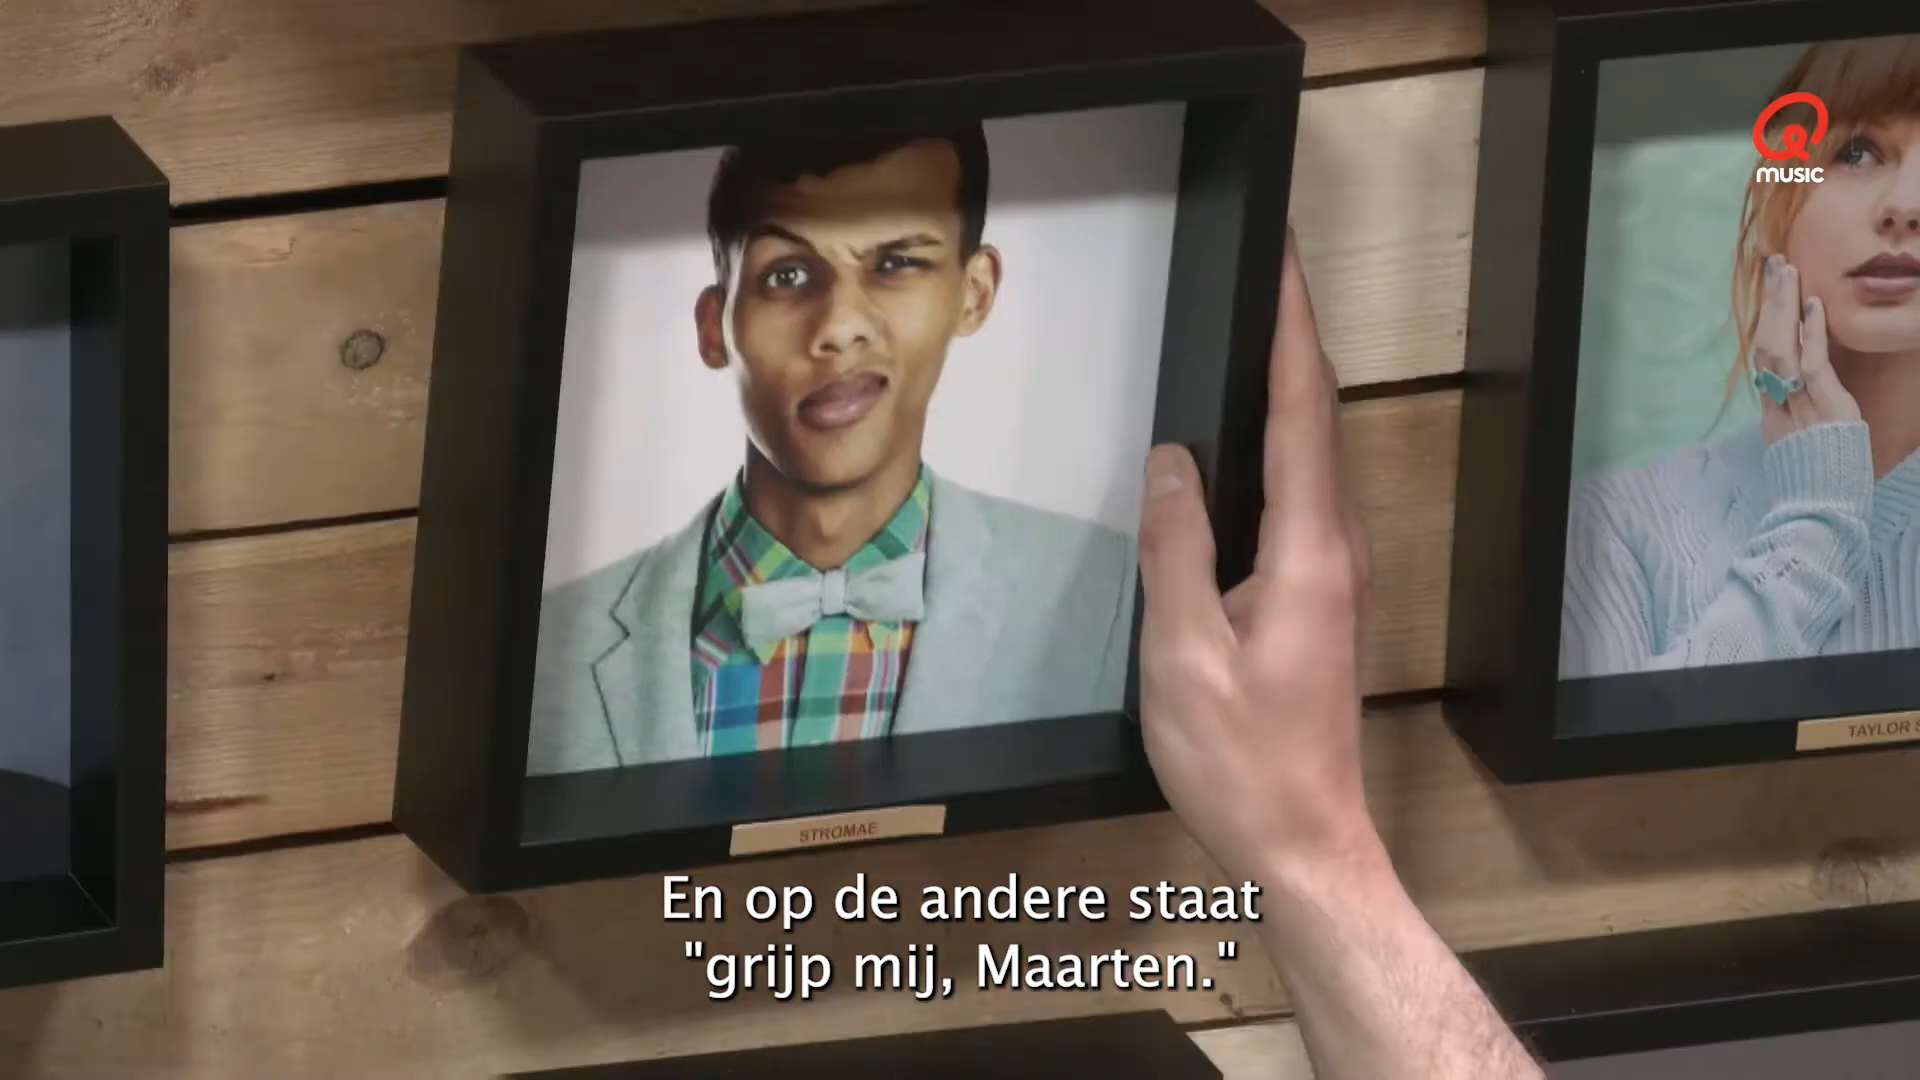 MUSIC
STROMAE
TAYLOR S
En op de andere staat
"grijp mij, Maarten."